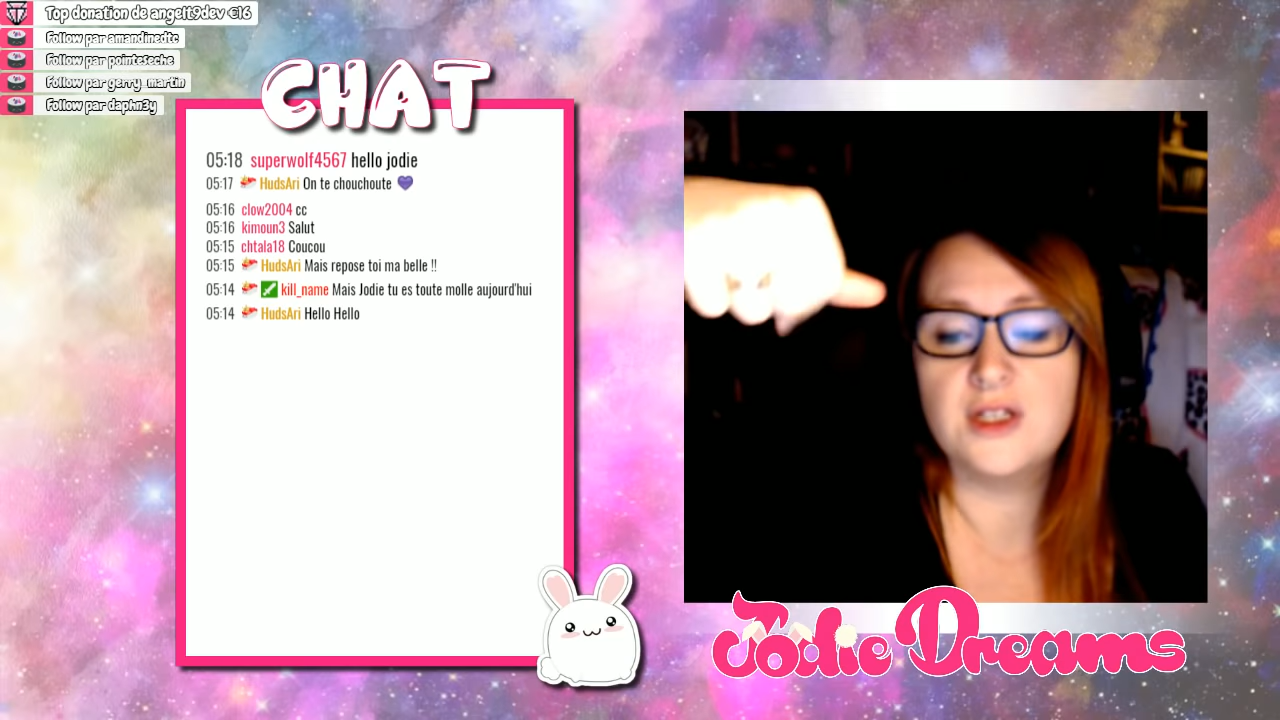 Top donation de angett9dev €16
Follow par amandinedtc
Follow par pointeseche
Follow par gerry_martin
Follow par daphn3y
CHAT
05:18 superwolf4567 hello jodie
05:17 HudsAri On te chouchoute 💜
05:16 clow2004 cc
05:16 kimoun3 Salut
05:15 chtala18 Coucou
05:15 HudsAri Mais repose toi ma belle !!
05:14 kill_name Mais Jodie tu es toute molle aujourd'hui
05:14 HudsAri Hello Hello
Jodie Dreams